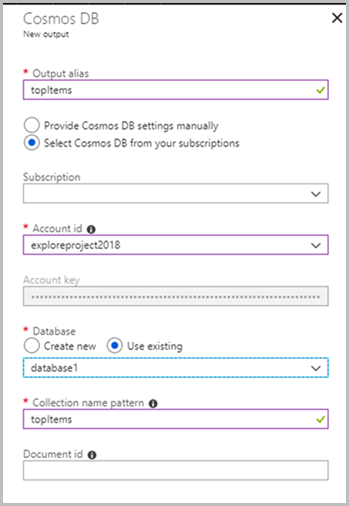 Cosmos DB
New output
* Output alias
topItems
Provide Cosmos DB settings manually
Select Cosmos DB from your subscriptions
Subscription
* Account id
exploreproject2018
Account key
* Database
Create new Use existing
database1
* Collection name pattern
topItems
Document id